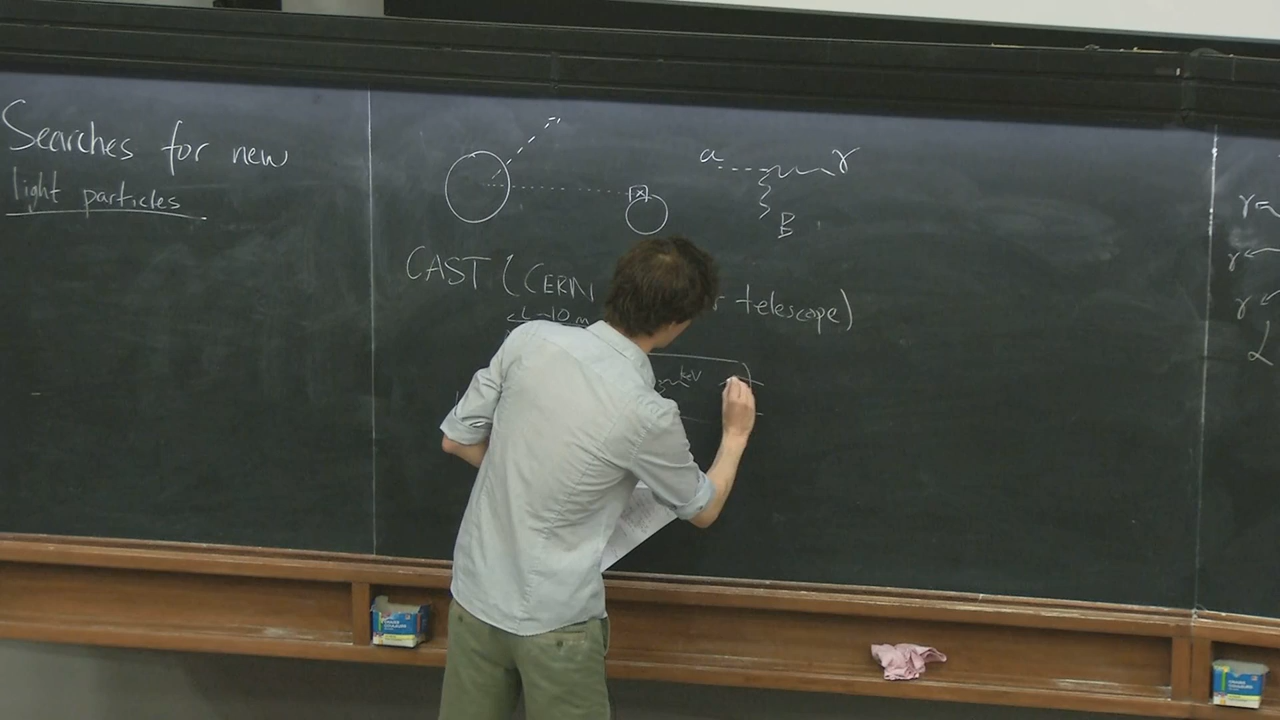 Searches for new
light particles
a γ
B
CAST (CERN telescope)
L~10 m
keV
γ
γ
γ
L